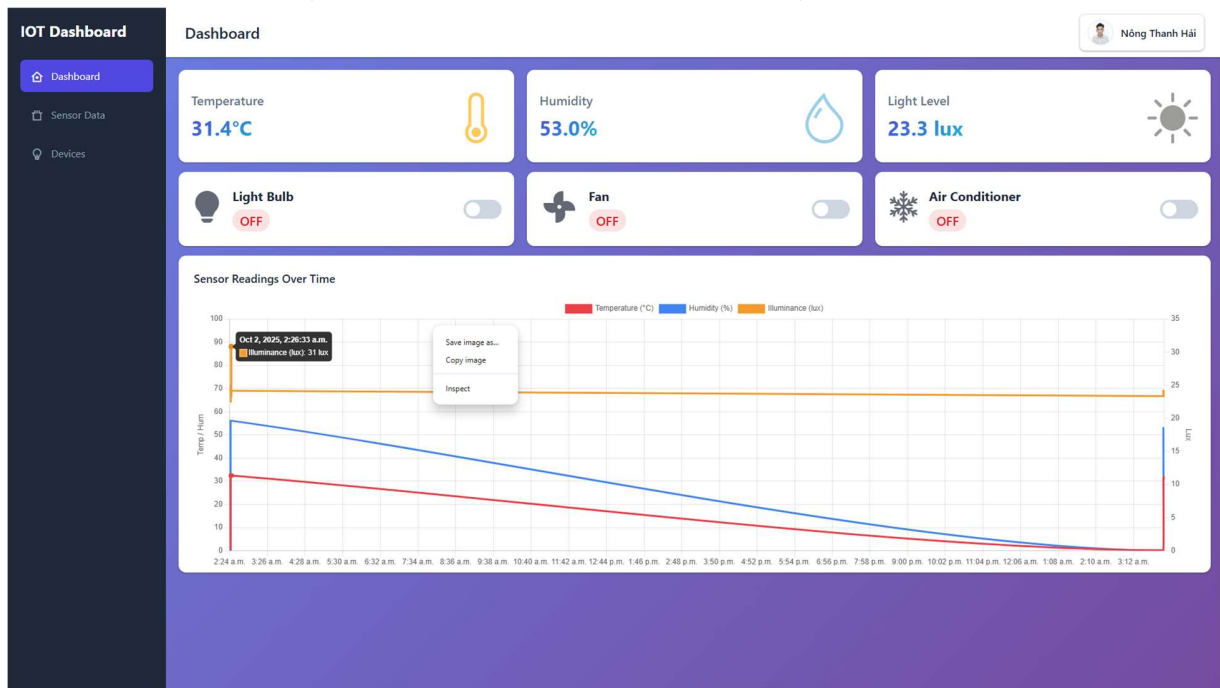 IOT Dashboard
Dashboard
Sensor Data
Devices
Dashboard
Nông Thanh Hải
Temperature
31.4°C
Humidity
53.0%
Light Level
23.3 lux
Light Bulb
OFF
Fan
OFF
Air Conditioner
OFF
Sensor Readings Over Time
Temperature (°C) Humidity (%) Illuminance (lux)
100
90
80
70
60
50
40
30
20
10
0
Temp / Hum
Oct 2, 2025, 2:26:33 a.m.
Illuminance (lux): 31 lux
Save image as...
Copy image
Inspect
35
30
25
20
15
10
5
0
Lux
2:24 a.m. 3:26 a.m. 4:28 a.m. 5:30 a.m. 6:32 a.m. 7:34 a.m. 8:36 a.m. 9:38 a.m. 10:40 a.m. 11:42 a.m. 12:44 p.m. 1:46 p.m. 2:48 p.m. 3:50 p.m. 4:52 p.m. 5:54 p.m. 6:56 p.m. 7:58 p.m. 9:00 p.m. 10:02 p.m. 11:04 p.m. 12:06 a.m. 1:08 a.m. 2:10 a.m. 3:12 a.m.